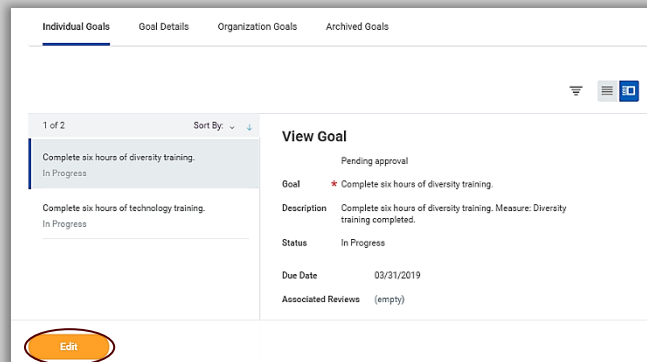 Individual Goals Goal Details Organization Goals Archived Goals
1 of 2 Sort By:
Complete six hours of diversity training.
In Progress
Complete six hours of technology training.
In Progress
View Goal
Pending approval
Goal * Complete six hours of diversity training.
Description Complete six hours of diversity training. Measure: Diversity
training completed.
Status In Progress
Due Date 03/31/2019
Associated Reviews (empty)
Edit